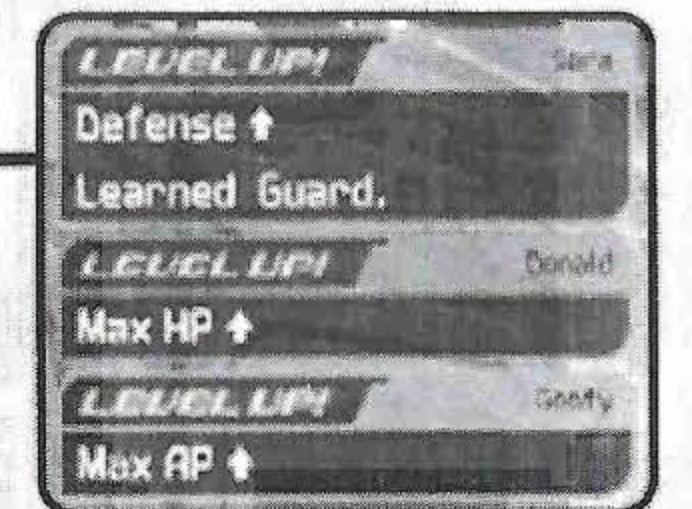 LEVEL UP! Sora
Defense ⬆
Learned Guard.
LEVEL UP! Donald
Max HP ⬆
LEVEL UP! Goofy
Max AP ⬆